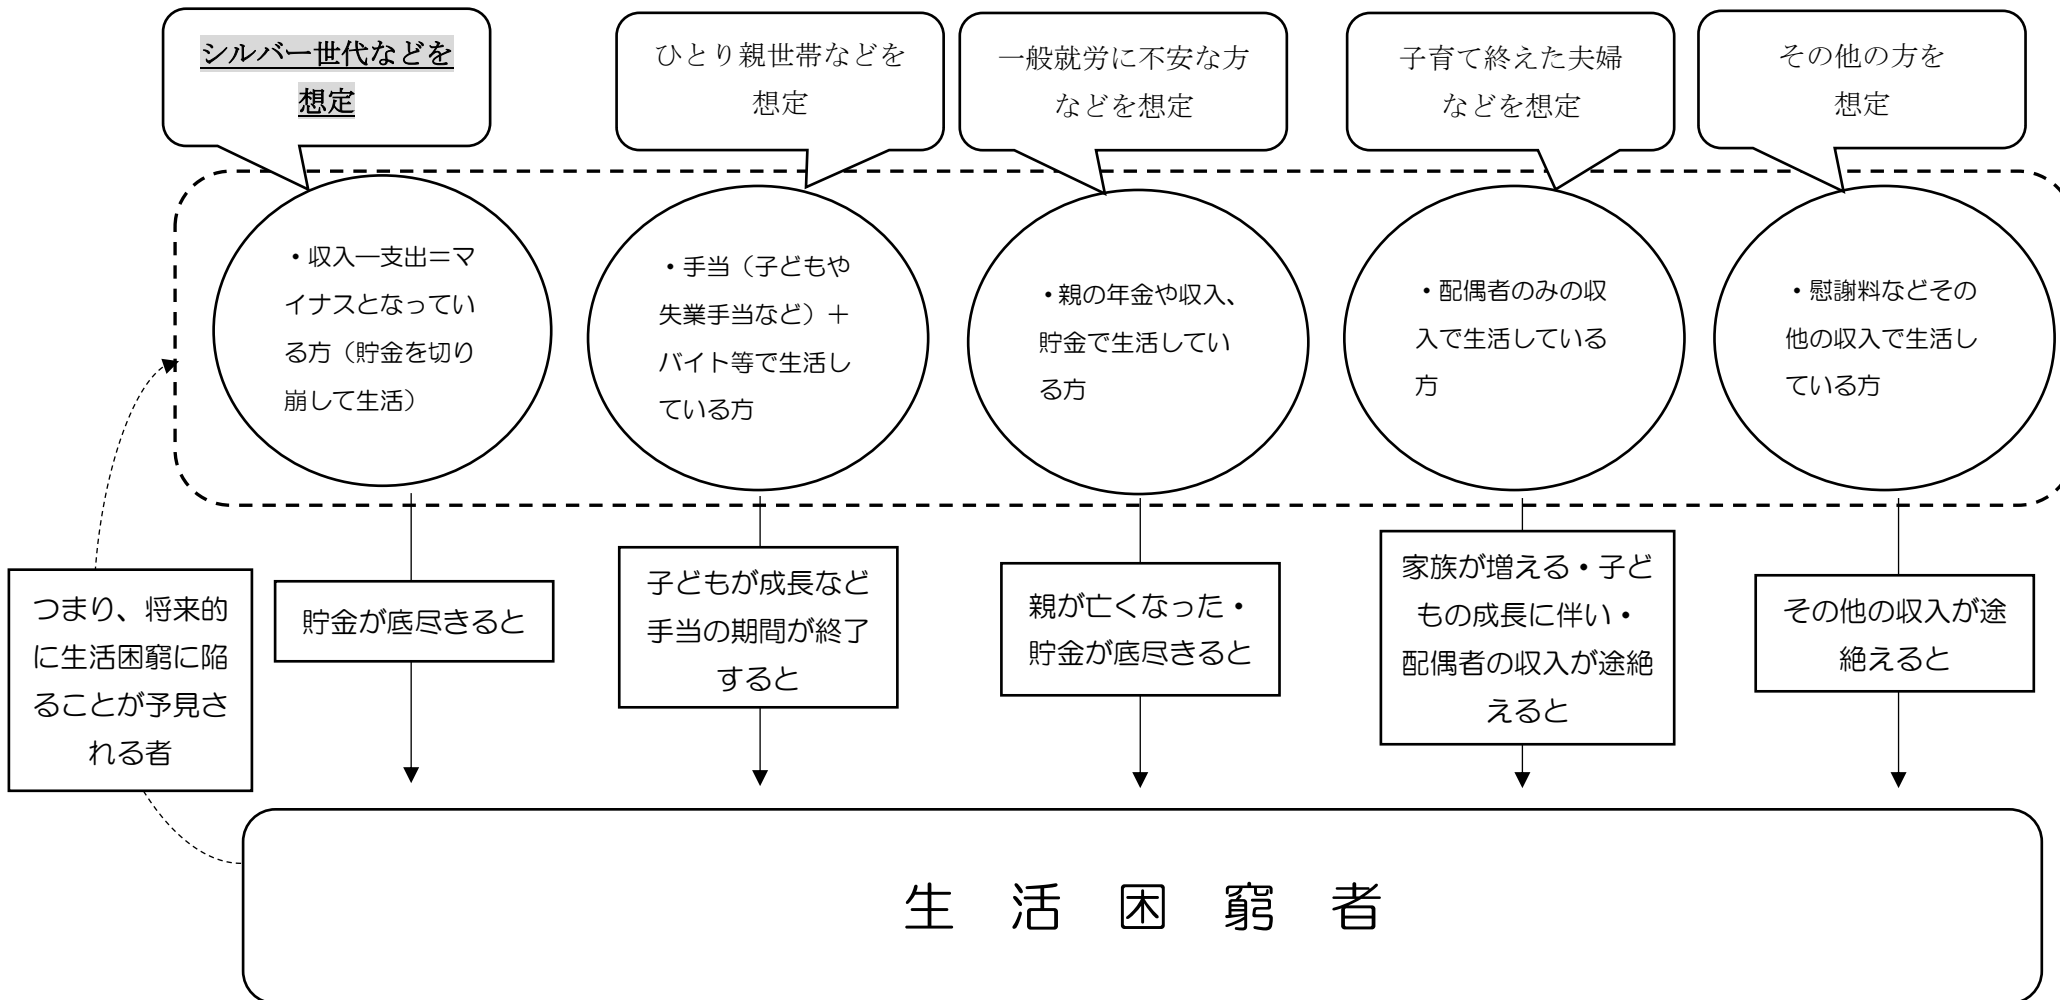 シルバー世代などを
想定
ひとり親世帯などを
想定
一般就労に不安な方
などを想定
子育て終えた夫婦
などを想定
その他の方を
想定
・収入―支出＝マ
イナスとなってい
る方（貯金を切り
崩して生活）
・手当（子どもや
失業手当など）＋
バイト等で生活し
ている方
・親の年金や収入、
貯金で生活してい
る方
・配偶者のみの収
入で生活している
方
・慰謝料などその
他の収入で生活し
ている方
つまり、将来的
に生活困窮に陥
ることが予見さ
れる者
貯金が底尽きると
子どもが成長など
手当の期間が終了
すると
親が亡くなった・
貯金が底尽きると
家族が増える・子ど
もの成長に伴い・
配偶者の収入が途絶
えると
その他の収入が途
絶えると
生活困窮者